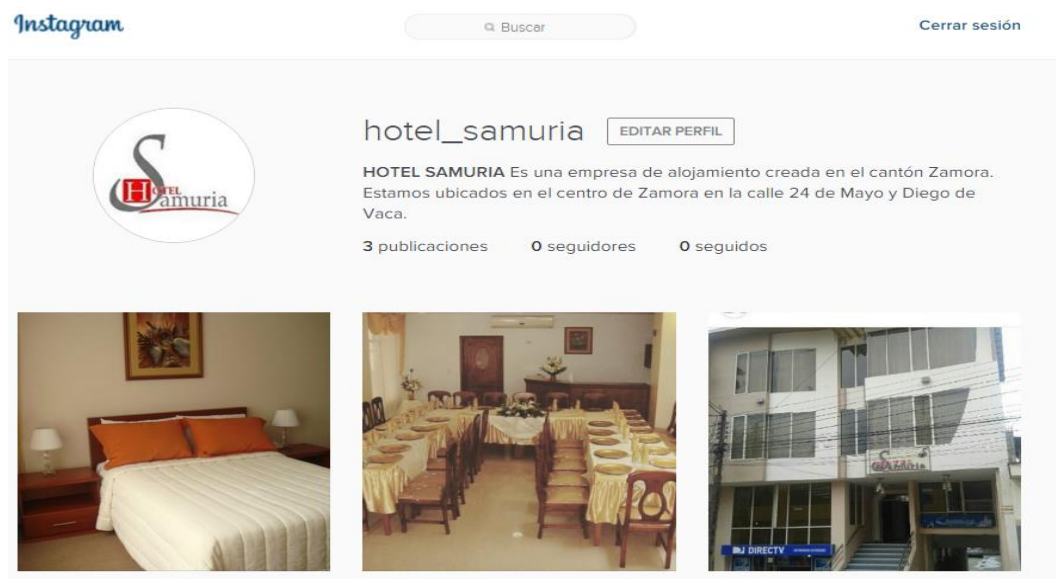 Instagram
Buscar
Cerrar sesión
hotel_samuria
EDITAR PERFIL
HOTEL SAMURIA Es una empresa de alojamiento creada en el cantón Zamora.
Estamos ubicados en el centro de Zamora en la calle 24 de Mayo y Diego de
Vaca.
3 publicaciones 0 seguidores 0 seguidos
HOTEL
Samuria
Samuria
DIRECTV